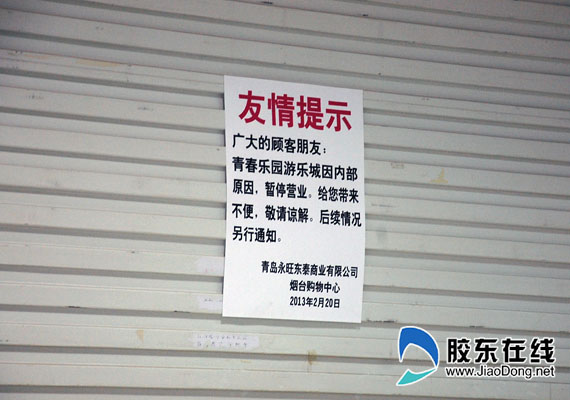 友情提示
广大的顾客朋友：
青春乐园游乐城因内部
原因，暂停营业。给您带来
不便，敬请谅解。后续情况
另行通知。
青岛永旺东泰商业有限公司
烟台购物中心
2013年2月20日
胶东在线
www.JiaoDong.net